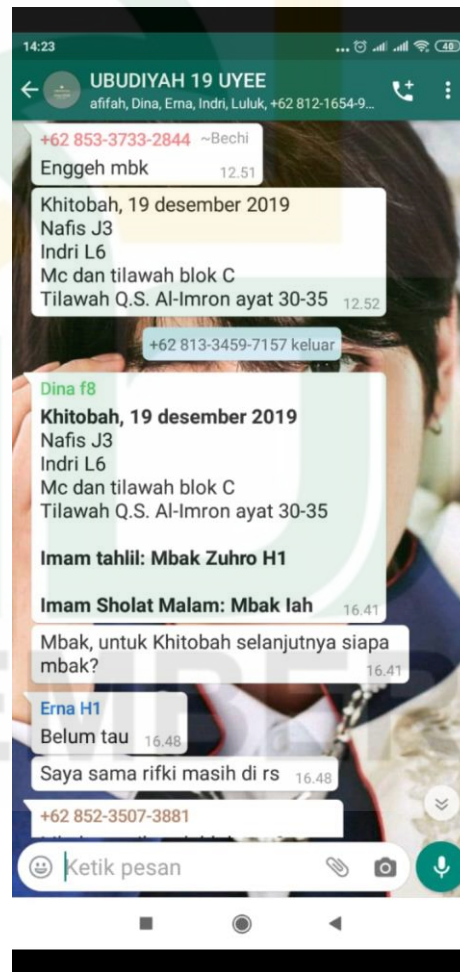 14:23
40
UBUDIYAH 19 UYEE
afifah, Dina, Erna, Indri, Luluk, +62 812-1654-9...
+62 853-3733-2844 ~Bechi
Enggeh mbk 12.51
Khitobah, 19 desember 2019
Nafis J3
Indri L6
Mc dan tilawah blok C
Tilawah Q.S. Al-Imron ayat 30-35 12.52
+62 813-3459-7157 keluar
Dina f8
Khitobah, 19 desember 2019
Nafis J3
Indri L6
Mc dan tilawah blok C
Tilawah Q.S. Al-Imron ayat 30-35
Imam tahlil: Mbak Zuhro H1
Imam Sholat Malam: Mbak Iah 16.41
Mbak, untuk Khitobah selanjutnya siapa
mbak? 16.41
Erna H1
Belum tau 16.48
Saya sama rifki masih di rs 16.48
+62 852-3507-3881
Ketik pesan
EMBER